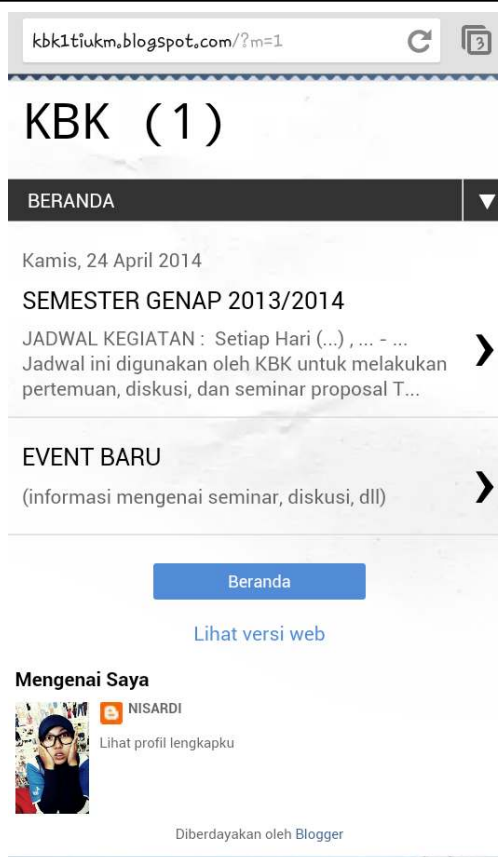 kbk1tiukm.blogspot.com/?m=1
3
KBK (1)
BERANDA
Kamis, 24 April 2014
SEMESTER GENAP 2013/2014
JADWAL KEGIATAN : Setiap Hari (...) , ... - ...
Jadwal ini digunakan oleh KBK untuk melakukan
pertemuan, diskusi, dan seminar proposal T...
EVENT BARU
(informasi mengenai seminar, diskusi, dll)
Beranda
Lihat versi web
Mengenai Saya
NISARDI
Lihat profil lengkapku
Diberdayakan oleh Blogger